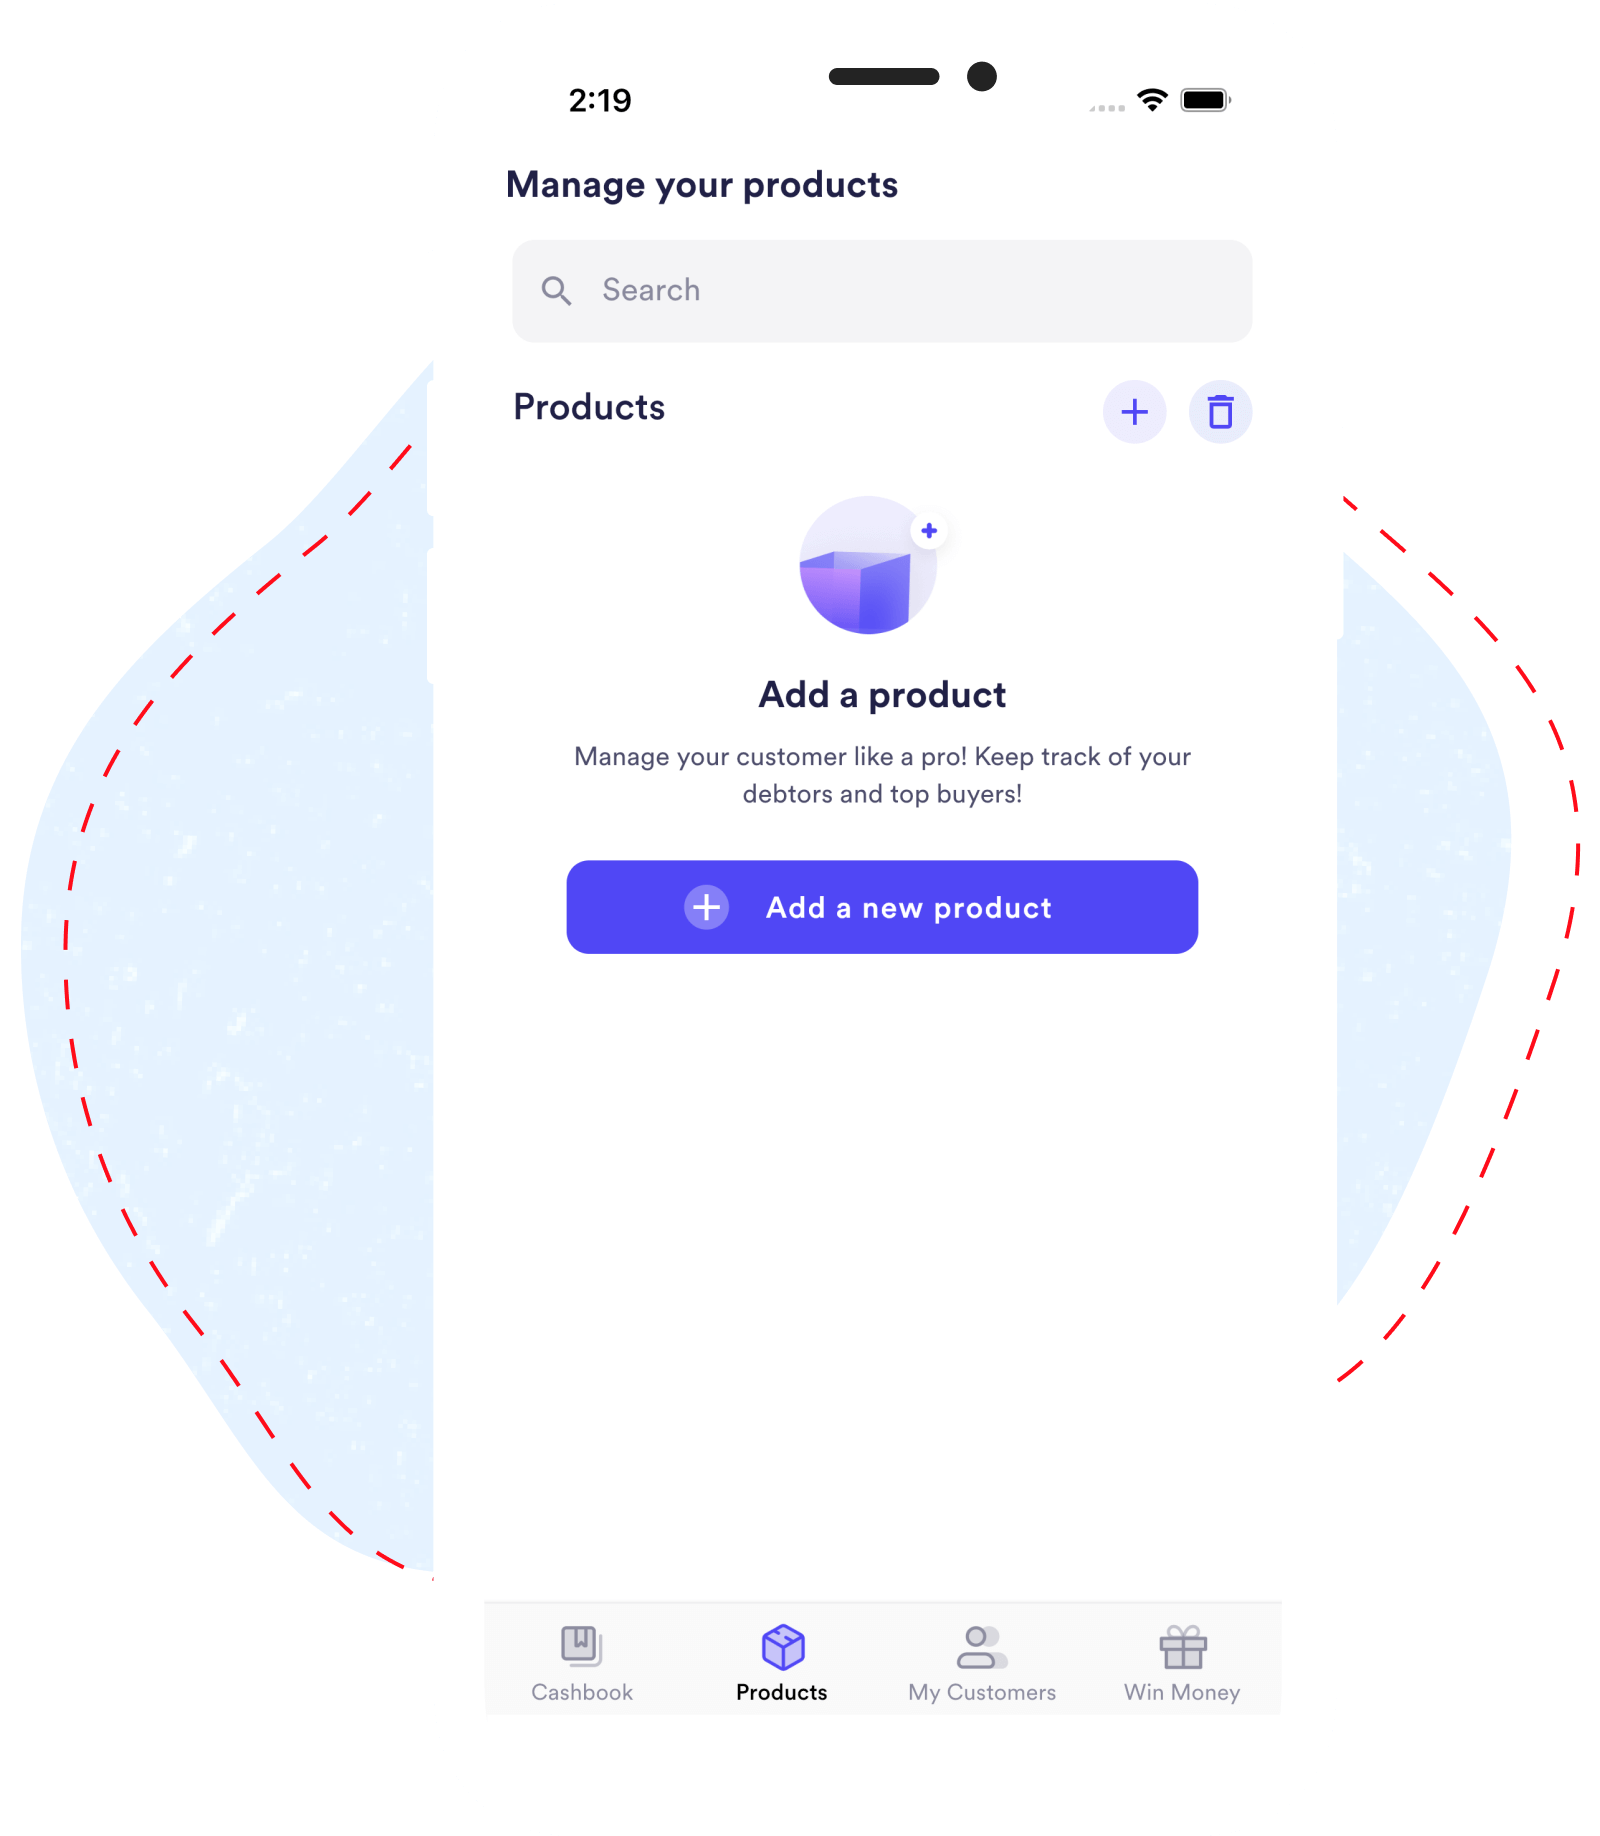 2:19
Manage your products
Search
Products
Add a product
Manage your customer like a pro! Keep track of your
debtors and top buyers!
Add a new product
Cashbook
Products
My Customers
Win Money